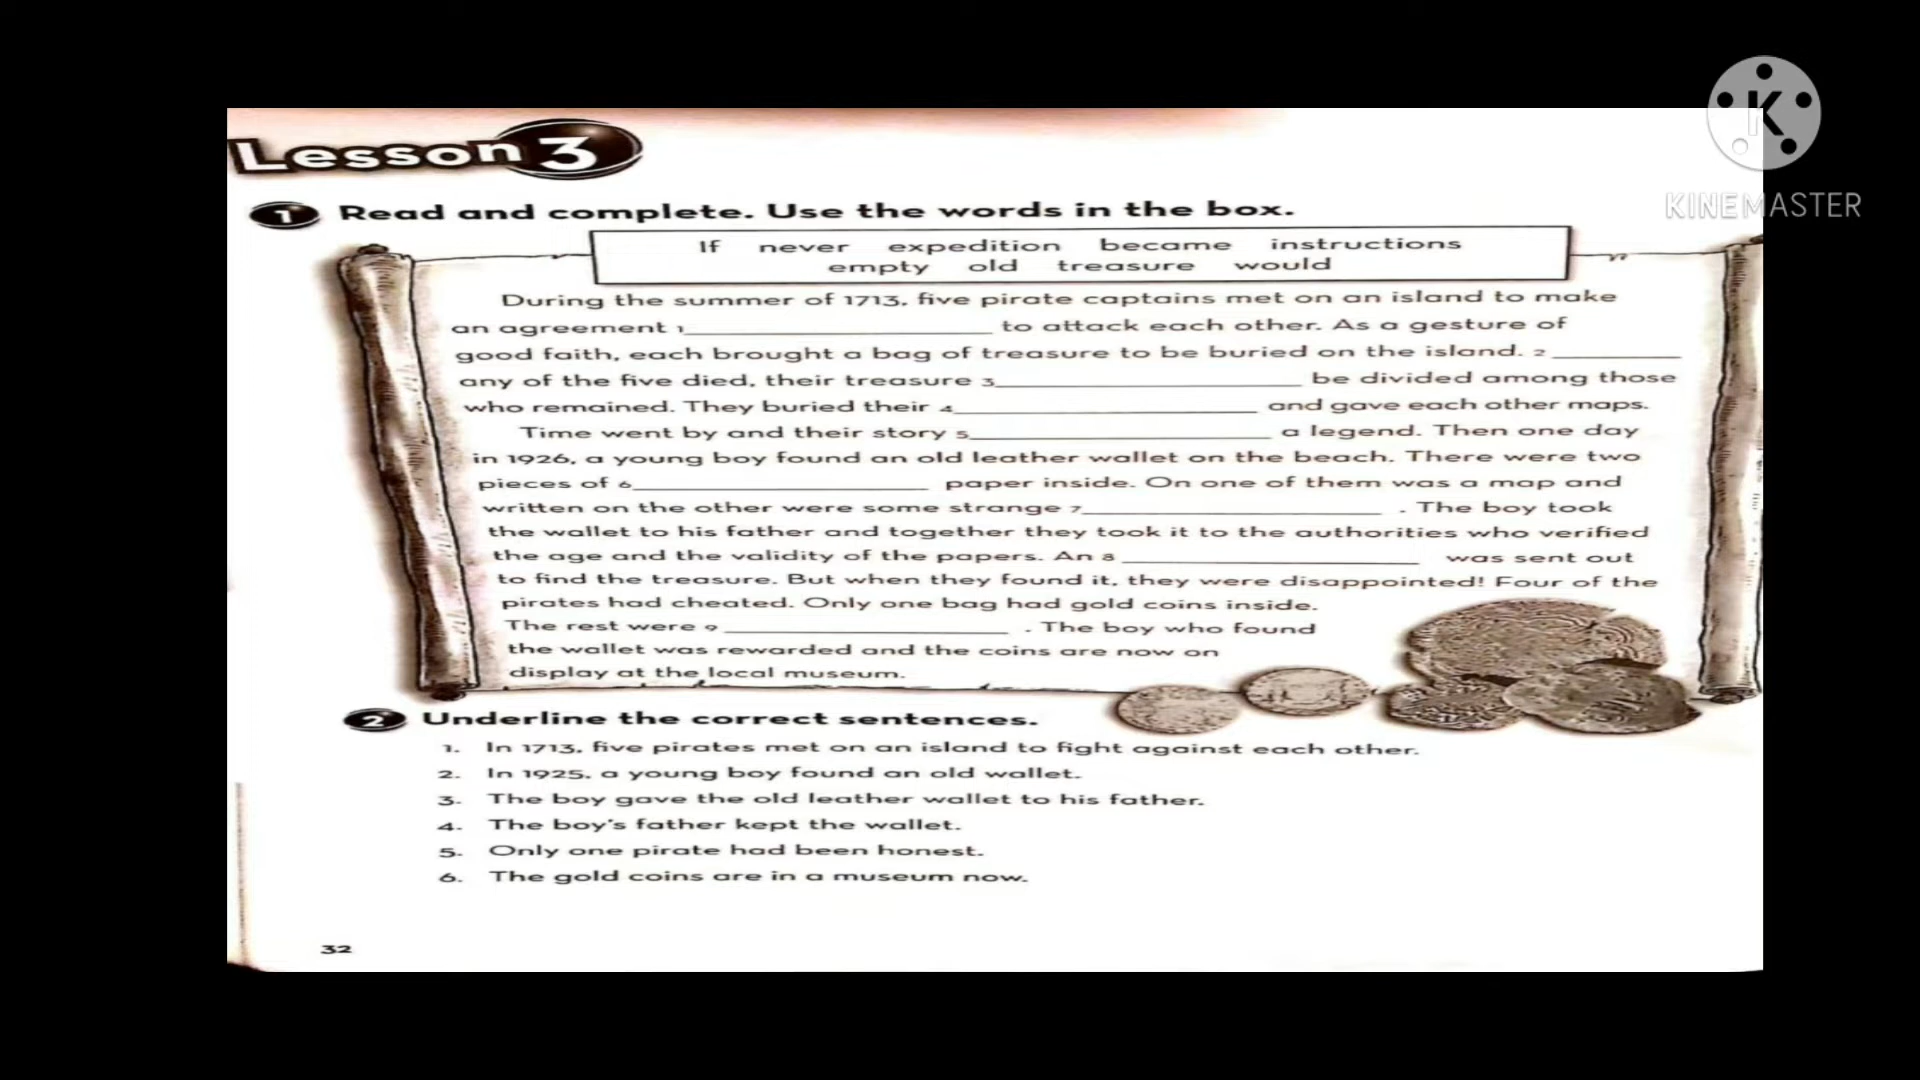 Lesson 3
1 Read and complete. Use the words in the box.
If never expedition became instructions
empty old treasure would
During the summer of 1713, five pirate captains met on an island to make
an agreement 1____________ to attack each other. As a gesture of
good faith, each brought a bag of treasure to be buried on the island. 2____________
any of the five died, their treasure 3____________ be divided among those
who remained. They buried their 4____________ and gave each other maps.
Time went by and their story 5____________ a legend. Then one day
in 1926, a young boy found an old leather wallet on the beach. There were two
pieces of 6____________ paper inside. On one of them was a map and
written on the other were some strange 7____________ . The boy took
the wallet to his father and together they took it to the authorities who verified
the age and the validity of the papers. An 8____________ was sent out
to find the treasure. But when they found it, they were disappointed! Four of the
pirates had cheated. Only one bag had gold coins inside.
The rest were 9____________ . The boy who found
the wallet was rewarded and the coins are now on
display at the local museum.
2 Underline the correct sentences.
1. In 1713, five pirates met on an island to fight against each other.
2. In 1925, a young boy found an old wallet.
3. The boy gave the old leather wallet to his father.
4. The boy's father kept the wallet.
5. Only one pirate had been honest.
6. The gold coins are in a museum now.
32
K
KINEMASTER